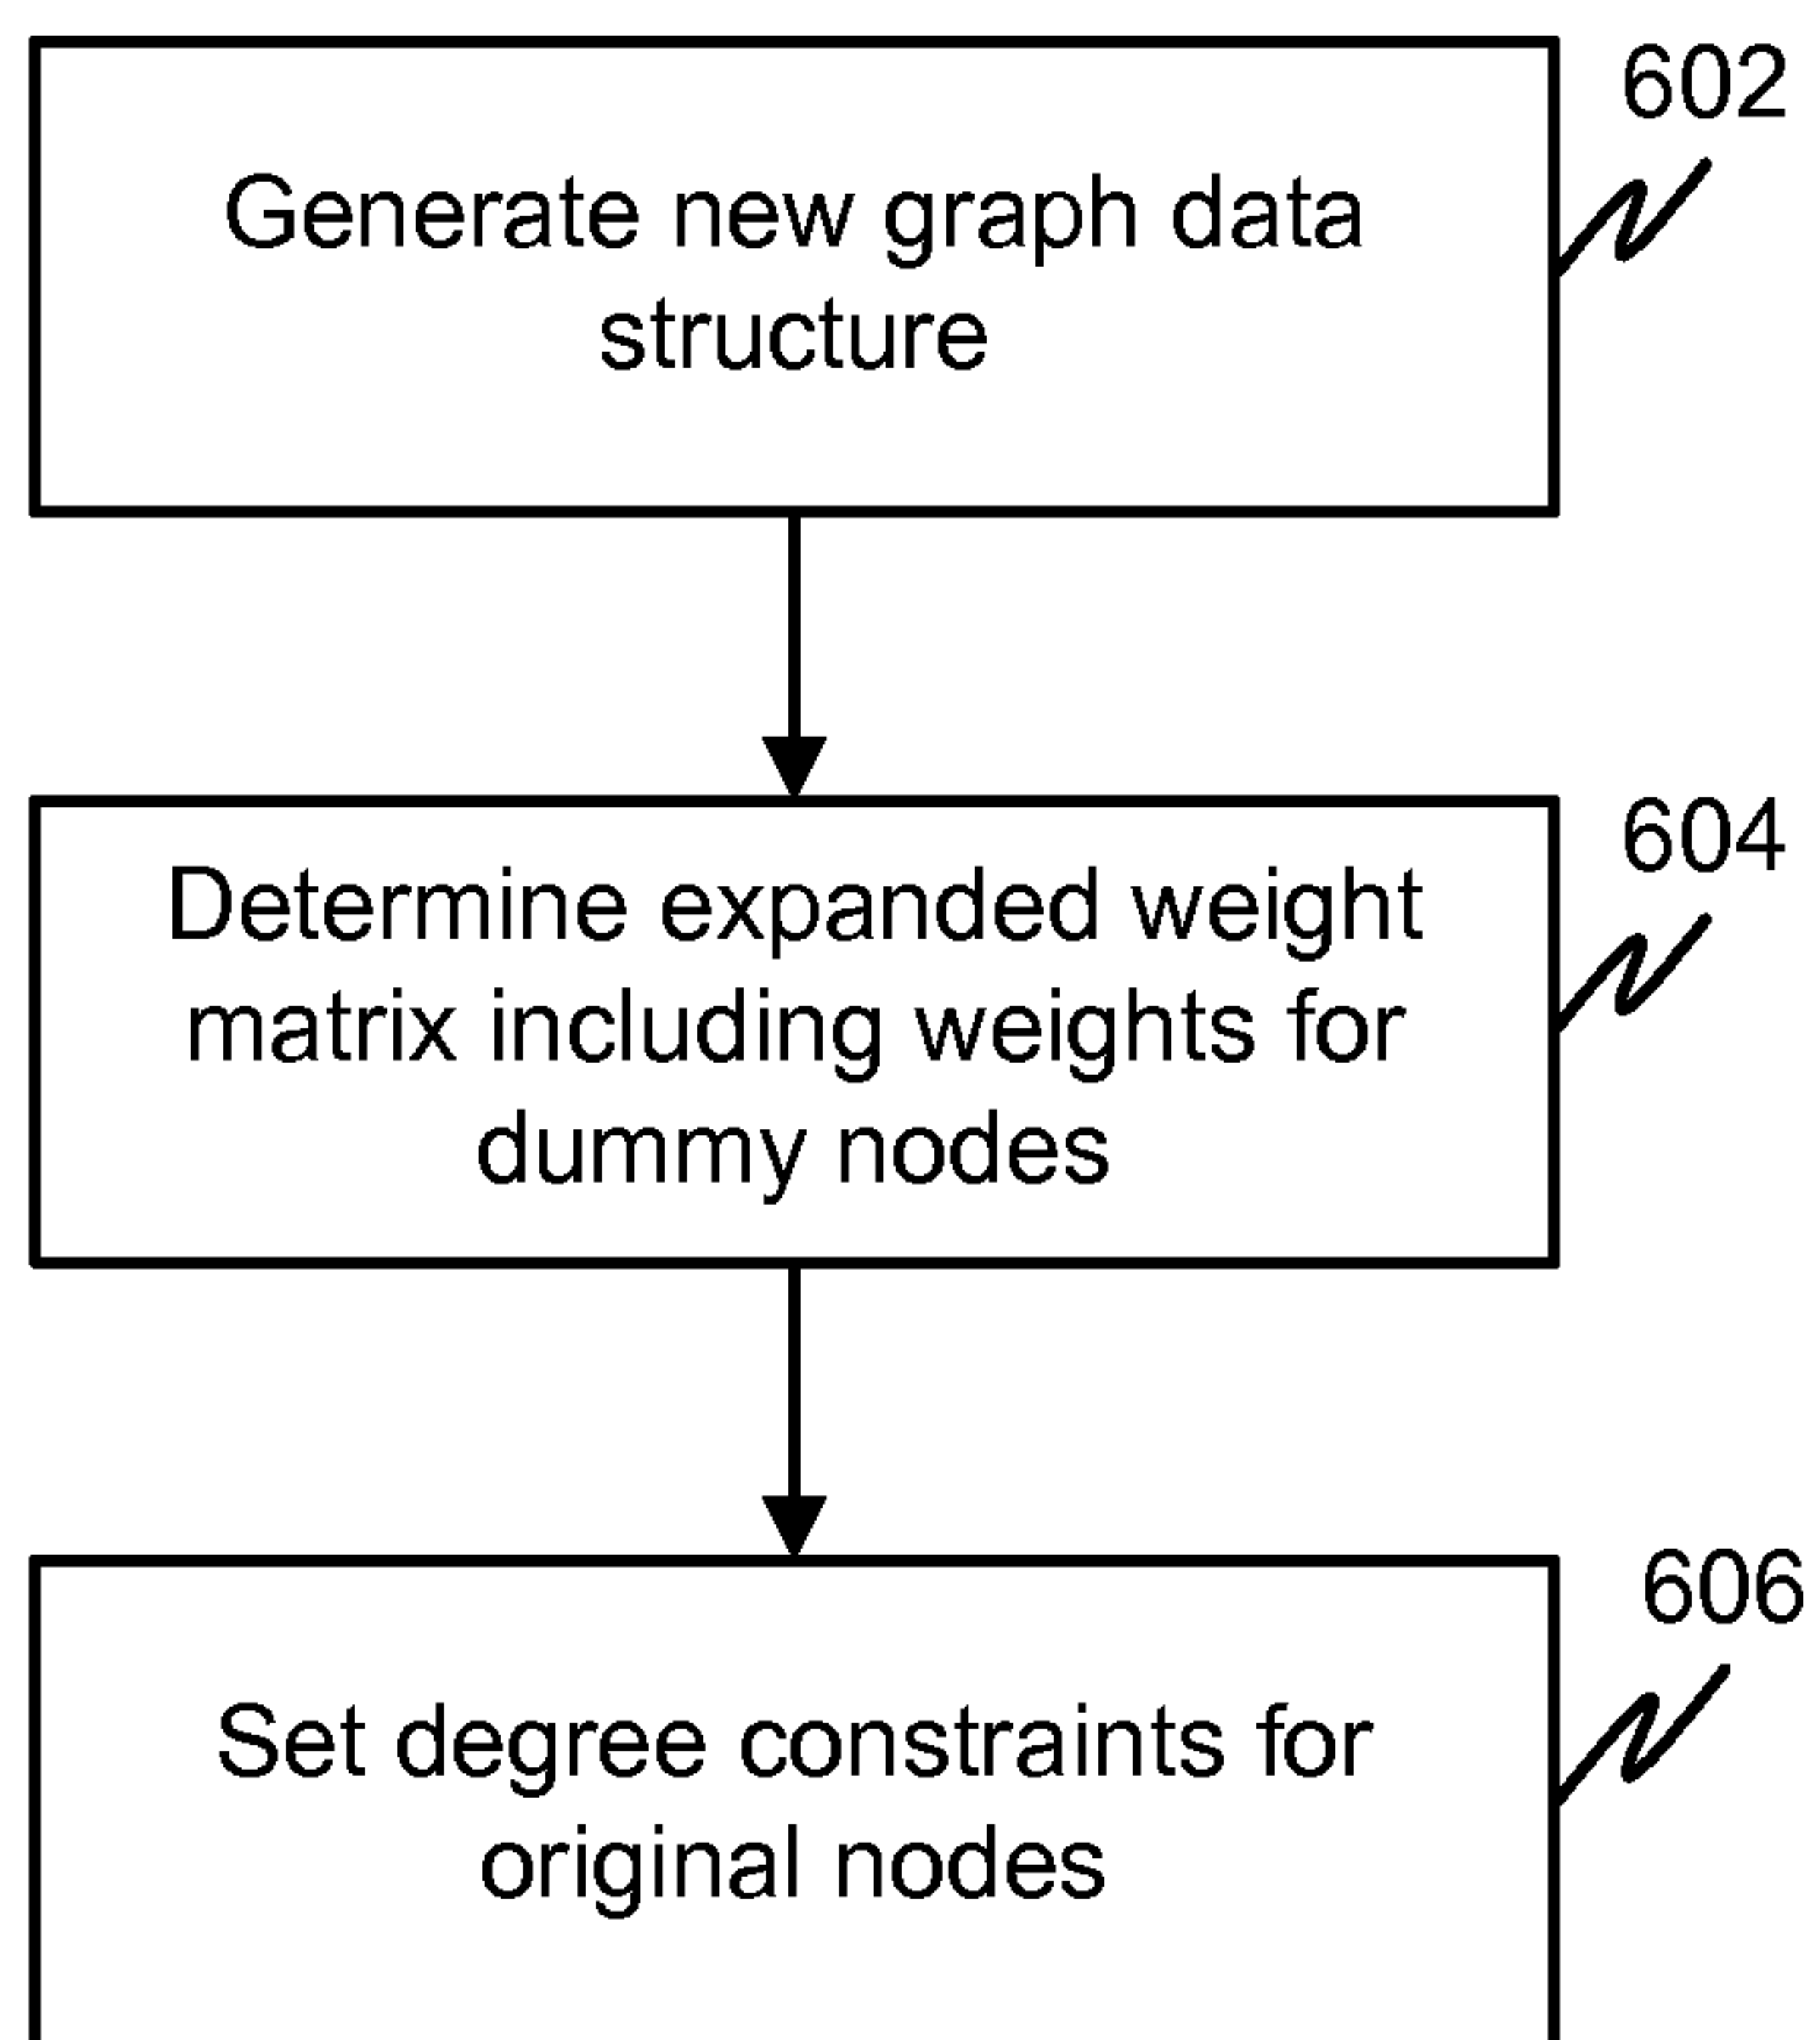 602
Generate new graph data
structure
604
Determine expanded weight
matrix including weights for
dummy nodes
606
Set degree constraints for
original nodes